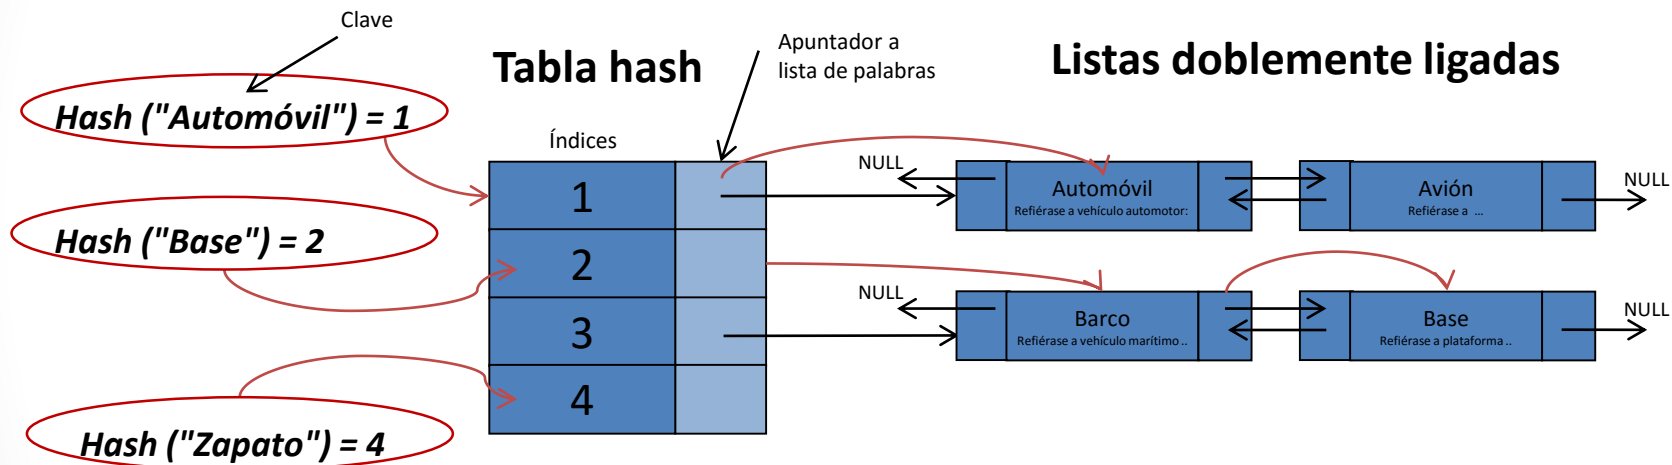 Clave
Hash ("Automóvil") = 1
Hash ("Base") = 2
Hash ("Zapato") = 4
Tabla hash
Índices
1
2
3
4
Apuntador a
lista de palabras
Listas doblemente ligadas
NULL
Automóvil
Refiérase a vehículo automotor:
Avión
Refiérase a ...
NULL
NULL
Barco
Refiérase a vehículo marítimo ..
Base
Refiérase a plataforma ..
NULL